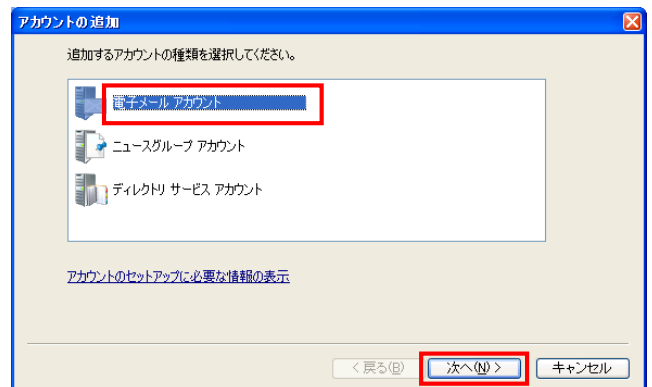 アカウントの追加
追加するアカウントの種類を選択してください。
電子メール アカウント
ニュースグループ アカウント
ディレクトリ サービス アカウント
アカウントのセットアップに必要な情報の表示
< 戻る(B) 次へ(N) > キャンセル